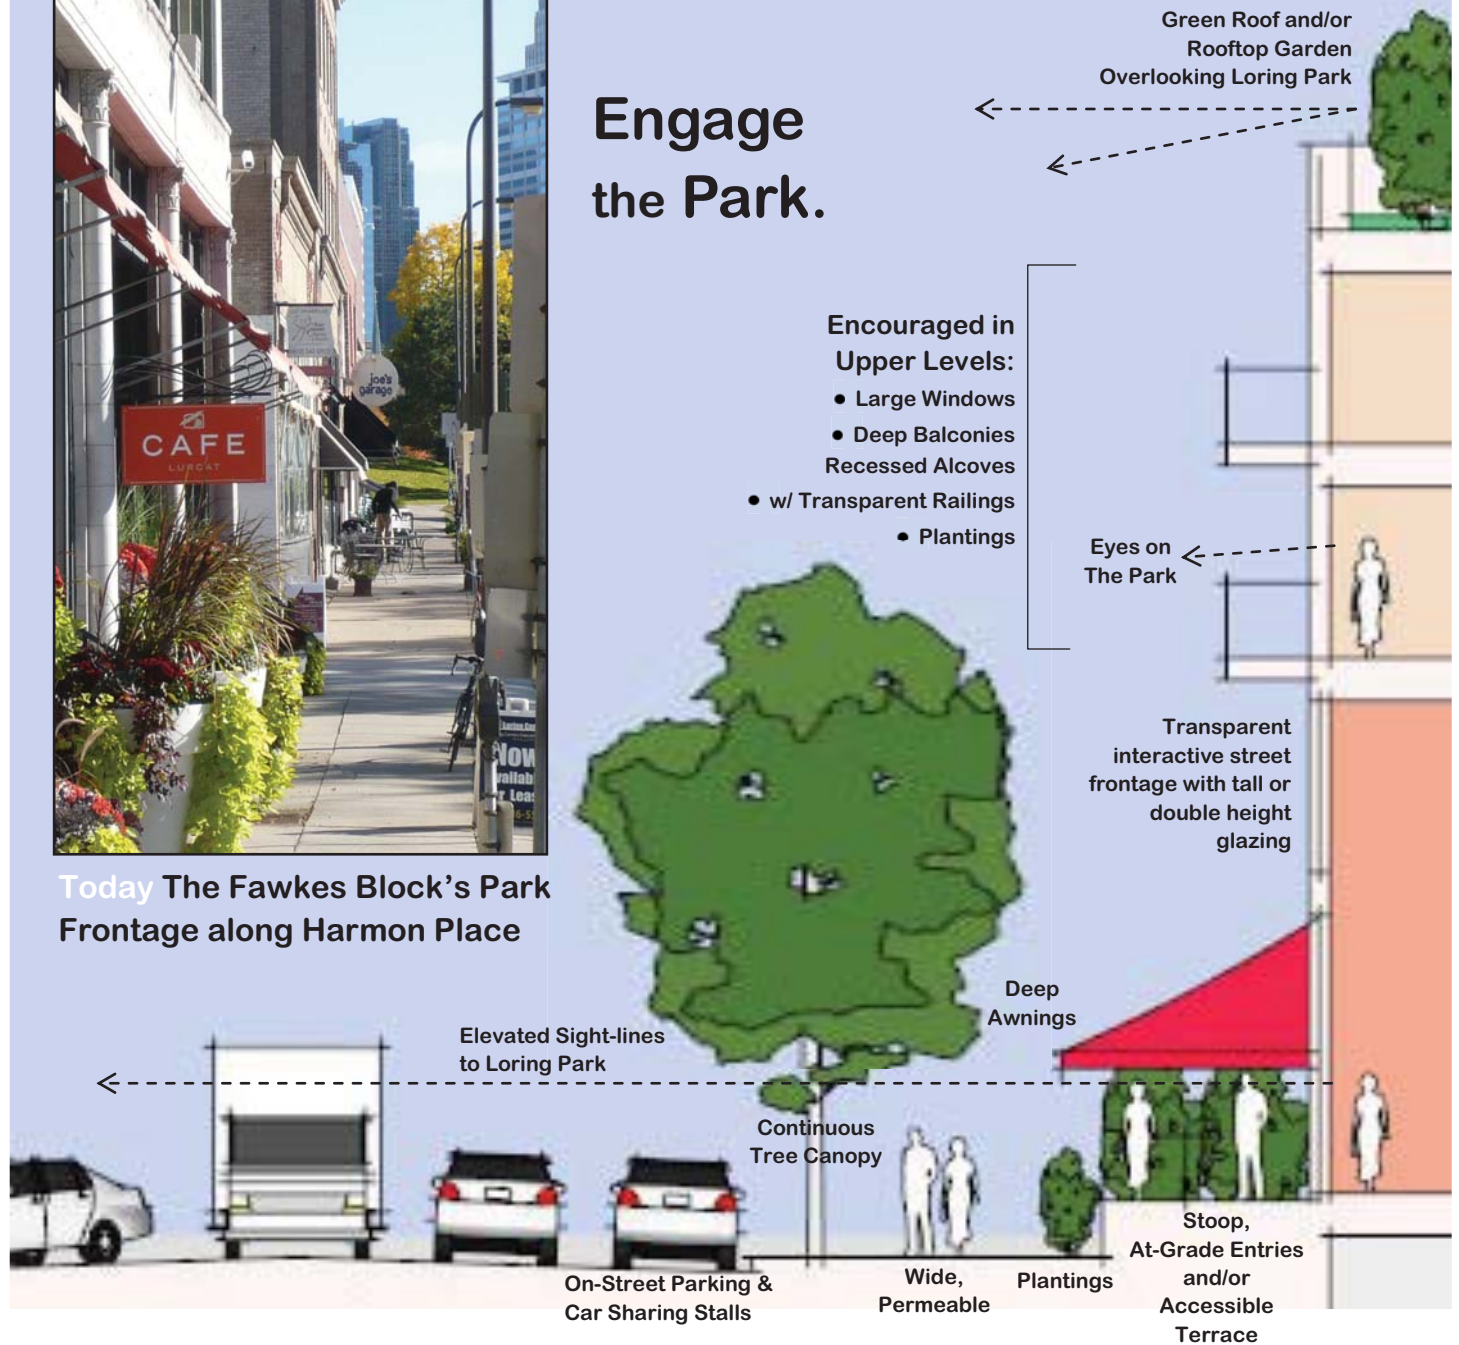 Green Roof and/or
Rooftop Garden
Overlooking Loring Park
Engage
the Park.
Encouraged in
Upper Levels:
• Large Windows
• Deep Balconies
Recessed Alcoves
• w/ Transparent Railings
• Plantings
Eyes on
The Park
joe's
garage
CAFE
LURCAT
Now
Transparent
interactive street
frontage with tall or
double height
glazing
Today The Fawkes Block's Park
Frontage along Harmon Place
Deep
Awnings
Elevated Sight-lines
to Loring Park
Continuous
Tree Canopy
On-Street Parking &
Car Sharing Stalls
Wide,
Permeable
Plantings
Stoop,
At-Grade Entries
and/or
Accessible
Terrace